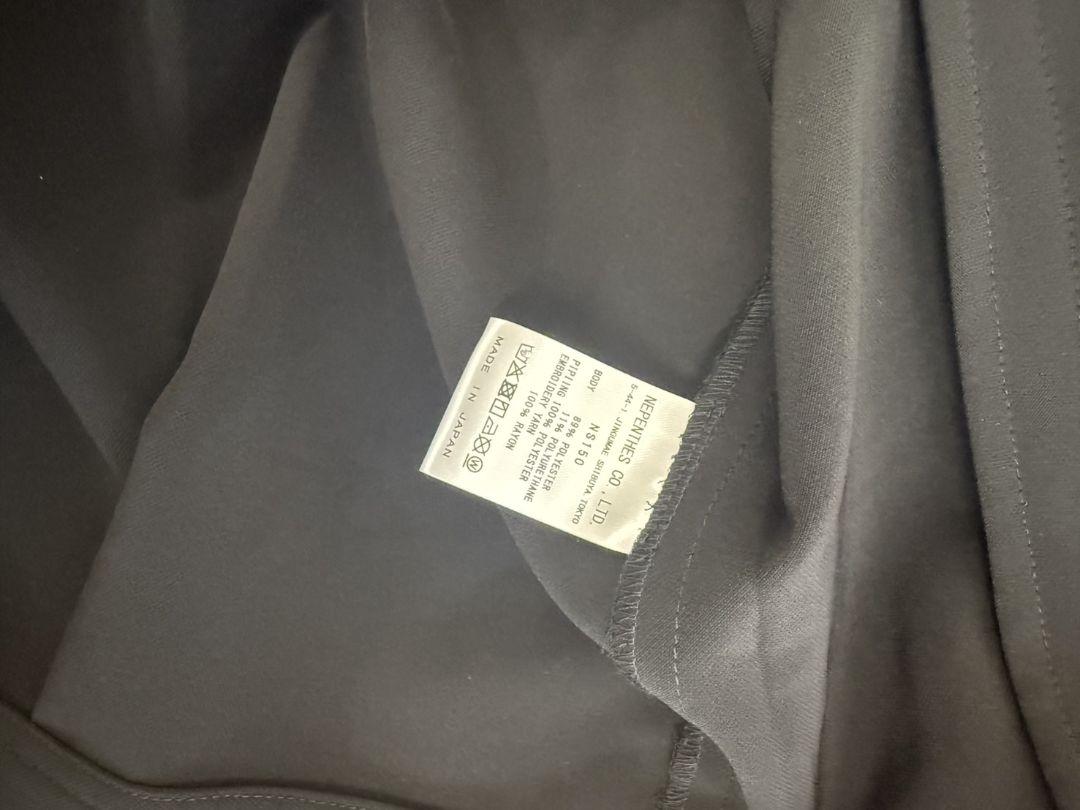 NEPENTHES CO., LTD.
5-44-1 JINGUMAE SHIBUYA, TOKYO
NS150
BODY 89% POLYESTER
11% POLYURETHANE
PIPIING 100% POLYESTER
EMBROIDERY YARN
100% RAYON
W
MADE IN JAPAN